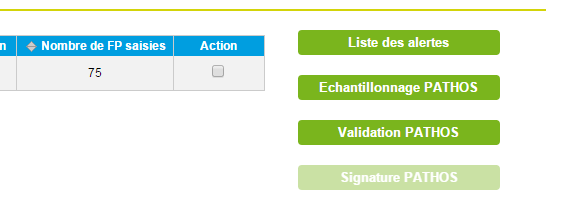 n Nombre de FP saisies Action
75
Liste des alertes
Echantillonnage PATHOS
Validation PATHOS
Signature PATHOS